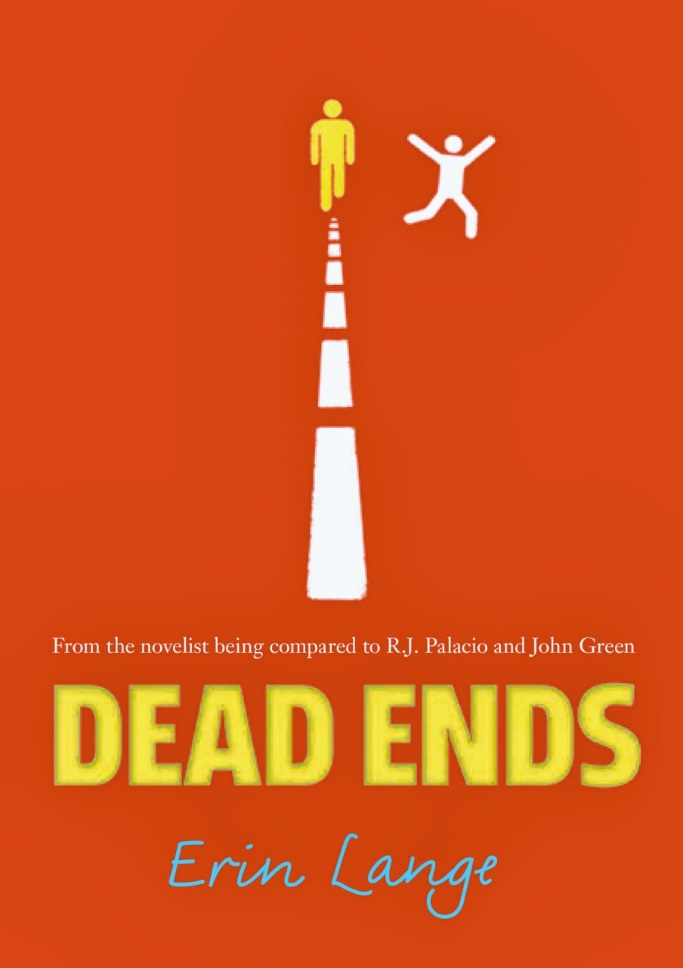 From the novelist being compared to R.J. Palacio and John Green
DEAD ENDS
Erin Lange